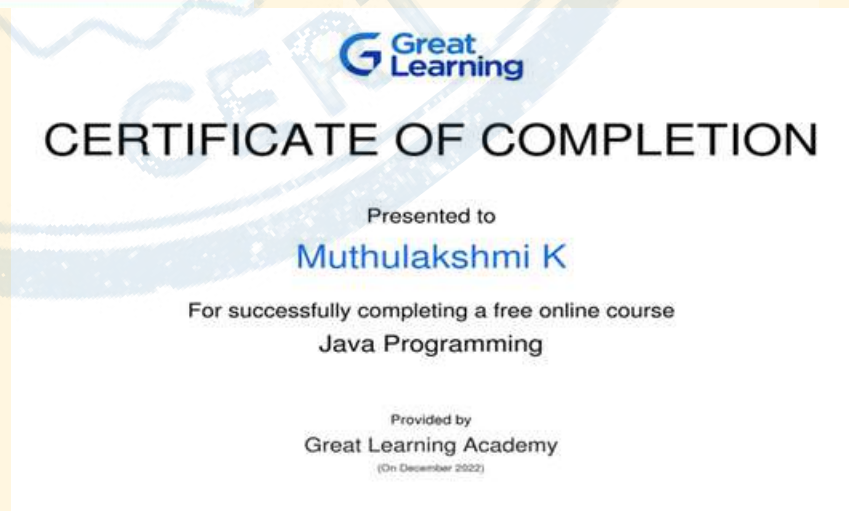 CERT
Great
Learning
CERTIFICATE OF COMPLETION
Presented to
Muthulakshmi K
For successfully completing a free online course
Java Programming
Provided by
Great Learning Academy
(On December 2022)